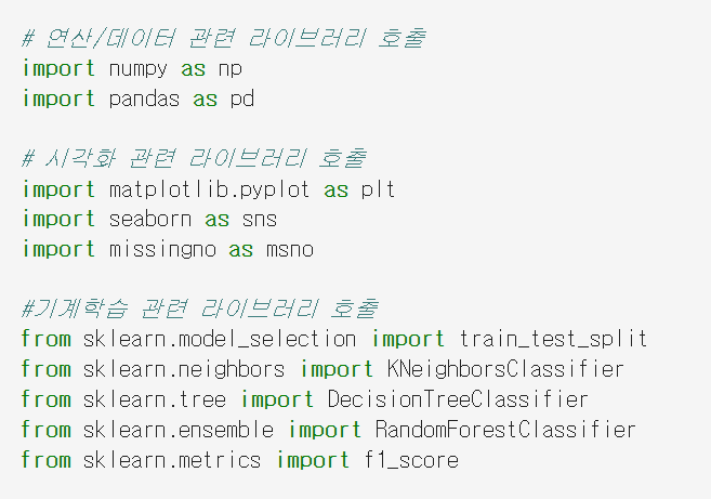 # 연산/데이터 관련 라이브러리 호출
import numpy as np
import pandas as pd
# 시각화 관련 라이브러리 호출
import matplotlib.pyplot as plt
import seaborn as sns
import missingno as msno
#기계학습 관련 라이브러리 호출
from sklearn.model_selection import train_test_split
from sklearn.neighbors import KNeighborsClassifier
from sklearn.tree import DecisionTreeClassifier
from sklearn.ensemble import RandomForestClassifier
from sklearn.metrics import f1_score